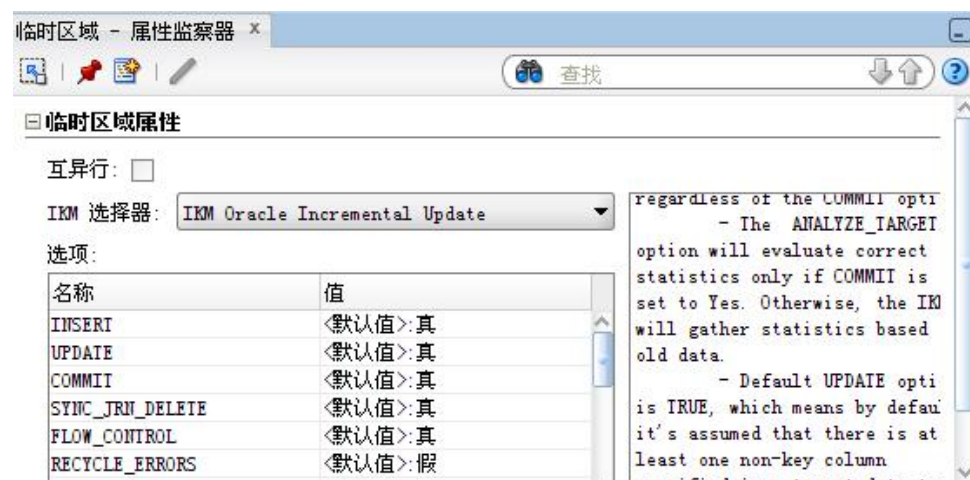 临时区域 - 属性监察器 x
查找
临时区域属性
互异行:
IKM 选择器: IKM Oracle Incremental Update
选项:
名称 值
INSERT <默认值>:真
UPDATE <默认值>:真
COMMIT <默认值>:真
SYNC_JRN_DELETE <默认值>:真
FLOW_CONTROL <默认值>:真
RECYCLE_ERRORS <默认值>:假
regardless of the COMMIT opti
- The ANALYZE_TARGET
option will evaluate correct
statistics only if COMMIT is
set to Yes. Otherwise, the IKM
will gather statistics based
old data.
- Default UPDATE opti
is TRUE, which means by defaul
it's assumed that there is at
least one non-key column